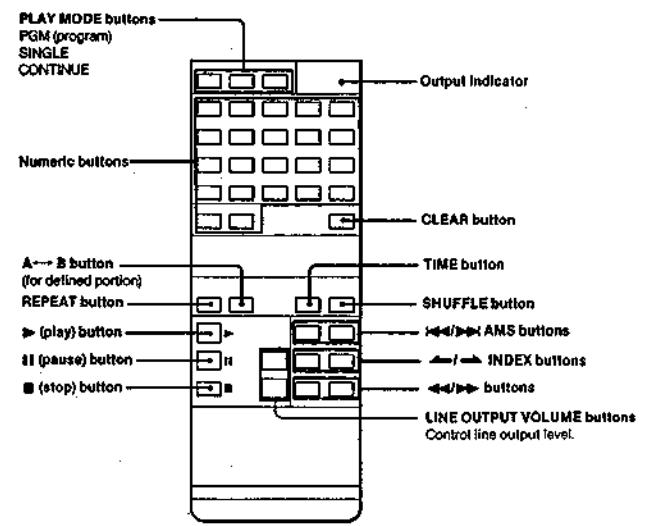 PLAY MODE buttons
PGM (program)
SINGLE
CONTINUE
Output Indicator
Numeric buttons
CLEAR button
A↔B button
(for defined portion)
TIME button
REPEAT button
SHUFFLE button
▶ (play) button
⏮/⏭ AMS buttons
❚❚ (pause) button
INDEX buttons
■ (stop) button
◀◀/▶▶ buttons
LINE OUTPUT VOLUME buttons
Control line output level.